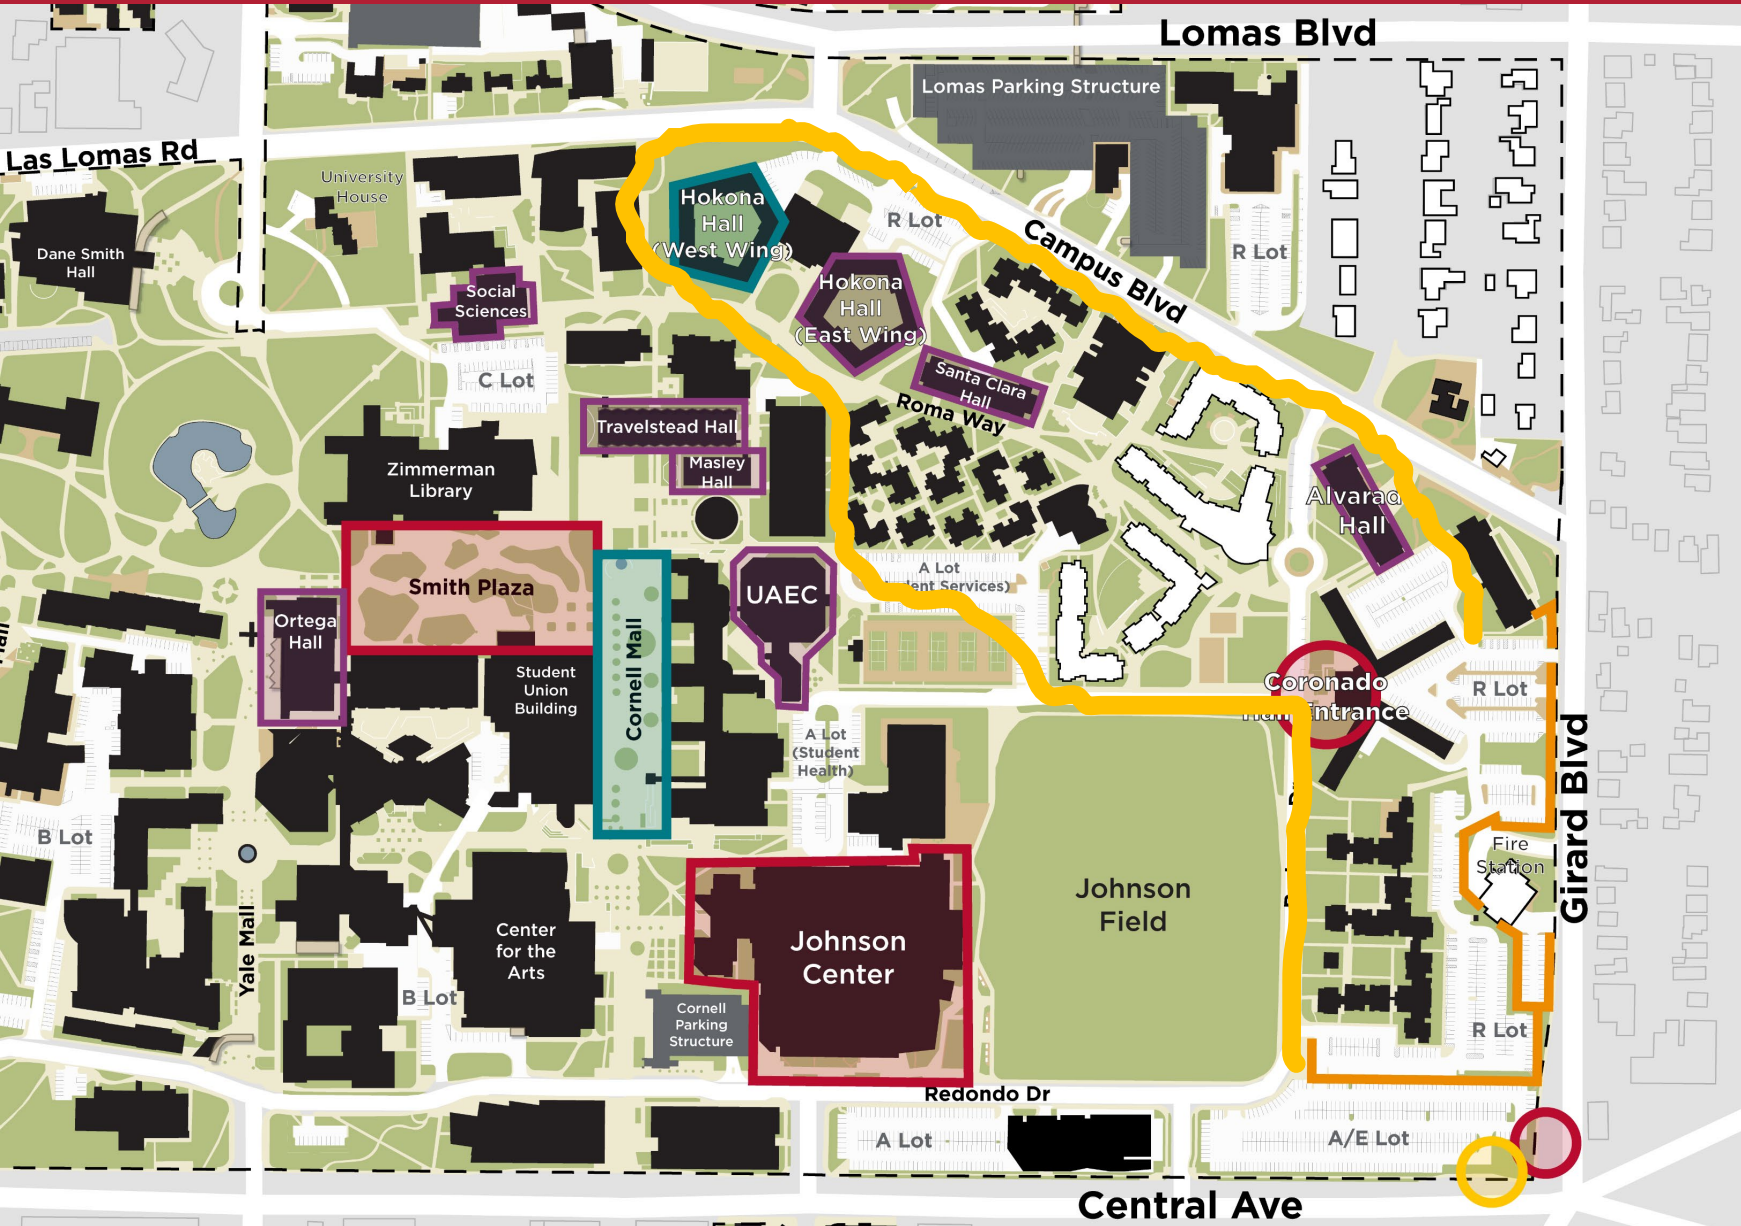 Lomas Blvd
Lomas Parking Structure
Las Lomas Rd
University
House
Hokona
Hall
(West Wing)
R Lot
Campus Blvd
R Lot
Dane Smith
Hall
Social
Sciences
Hokona
Hall
(East Wing)
C Lot
Santa Clara
Hall
Roma Way
Travelstead Hall
Masley
Hall
Zimmerman
Library
Alvarad
Hall
Smith Plaza
UAEC
A Lot
ent Services)
Ortega
Hall
Cornell Mall
Student
Union
Building
Coronado
Entrance
R Lot
A Lot
(Student
Health)
Girard Blvd
B Lot
Fire
Station
Johnson
Field
Yale Mall
Center
for the
Arts
Johnson
Center
B Lot
Cornell
Parking
Structure
R Lot
Redondo Dr
A Lot
A/E Lot
Central Ave